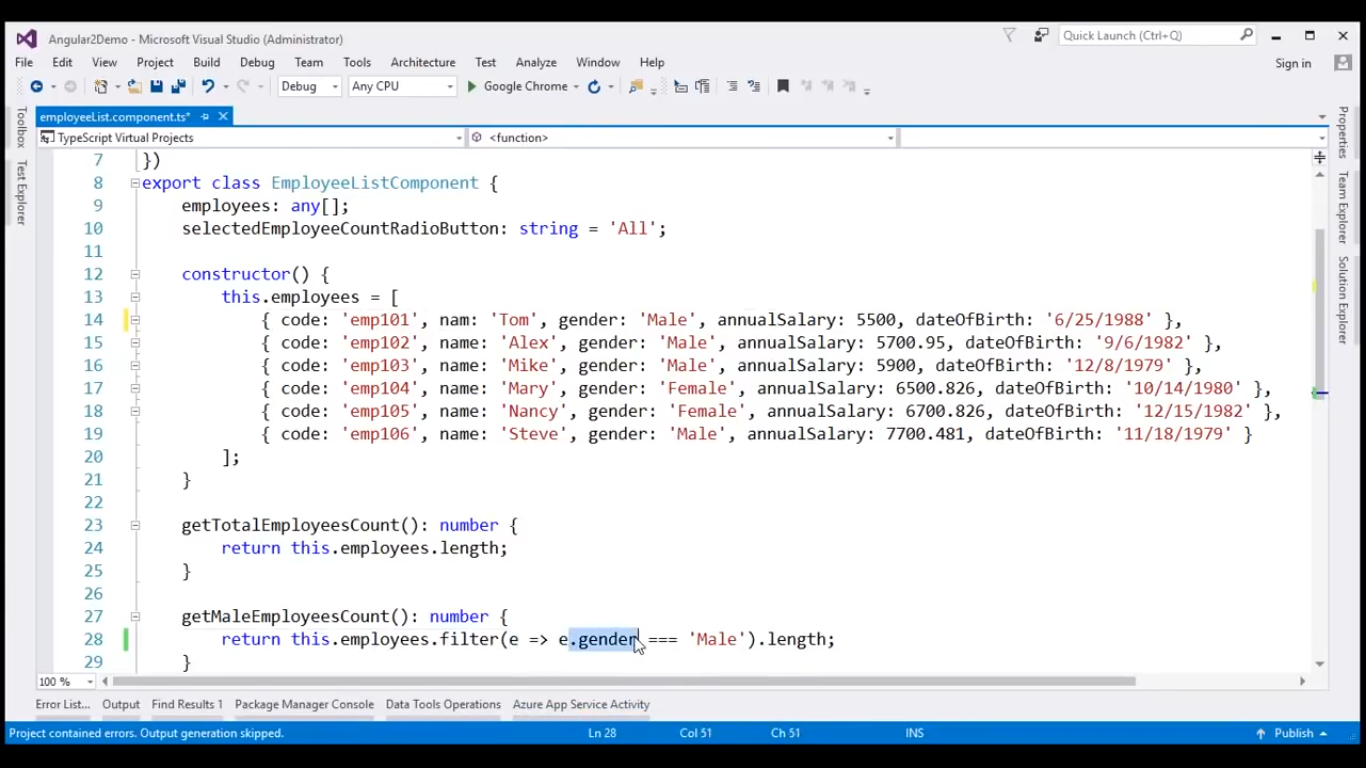 Angular2Demo - Microsoft Visual Studio (Administrator)
Quick Launch (Ctrl+Q)
File Edit View Project Build Debug Team Tools Architecture Test Analyze Window Help
Sign in
Debug Any CPU Google Chrome
employeeList.component.ts*
TypeScript Virtual Projects <function>
7 })
8 export class EmployeeListComponent {
9 employees: any[];
10 selectedEmployeeCountRadioButton: string = 'All';
11
12 constructor() {
13 this.employees = [
14 { code: 'emp101', nam: 'Tom', gender: 'Male', annualSalary: 5500, dateOfBirth: '6/25/1988' },
15 { code: 'emp102', name: 'Alex', gender: 'Male', annualSalary: 5700.95, dateOfBirth: '9/6/1982' },
16 { code: 'emp103', name: 'Mike', gender: 'Male', annualSalary: 5900, dateOfBirth: '12/8/1979' },
17 { code: 'emp104', name: 'Mary', gender: 'Female', annualSalary: 6500.826, dateOfBirth: '10/14/1980' },
18 { code: 'emp105', name: 'Nancy', gender: 'Female', annualSalary: 6700.826, dateOfBirth: '12/15/1982' },
19 { code: 'emp106', name: 'Steve', gender: 'Male', annualSalary: 7700.481, dateOfBirth: '11/18/1979' }
20 ];
21 }
22
23 getTotalEmployeesCount(): number {
24 return this.employees.length;
25 }
26
27 getMaleEmployeesCount(): number {
28 return this.employees.filter(e => e.gender === 'Male').length;
29 }
100 %
Toolbox
Test Explorer
Properties
Team Explorer
Solution Explorer
Error List... Output Find Results 1 Package Manager Console Data Tools Operations Azure App Service Activity
Project contained errors. Output generation skipped. Ln 28 Col 51 Ch 51 INS Publish